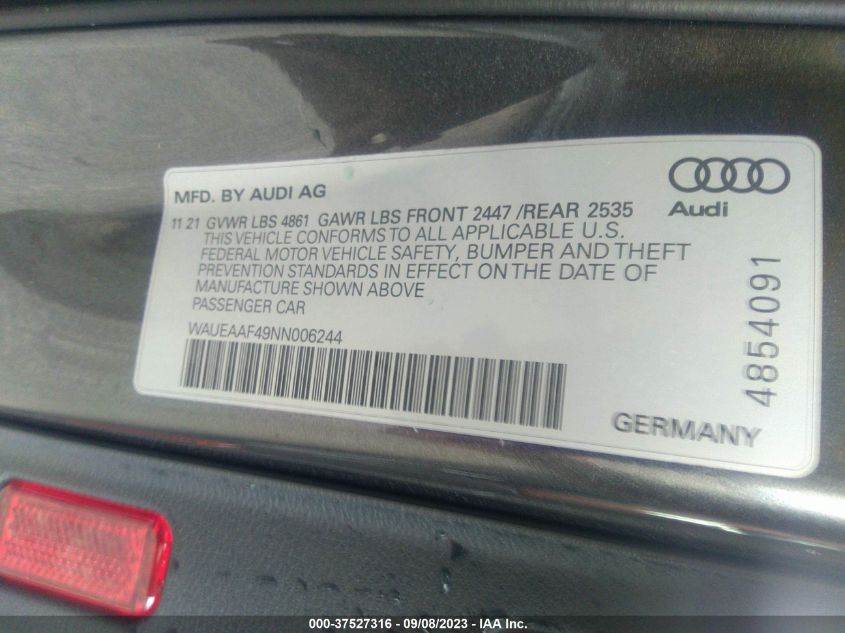 MFD. BY AUDI AG
Audi
11 21 GVWR LBS 4861 GAWR LBS FRONT 2447 /REAR 2535
THIS VEHICLE CONFORMS TO ALL APPLICABLE U.S.
FEDERAL MOTOR VEHICLE SAFETY, BUMPER AND THEFT
PREVENTION STANDARDS IN EFFECT ON THE DATE OF
MANUFACTURE SHOWN ABOVE
PASSENGER CAR
WAUEAAF49NN006244
4854091
GERMANY
000-37527316 - 09/08/2023 - © IAA Inc.